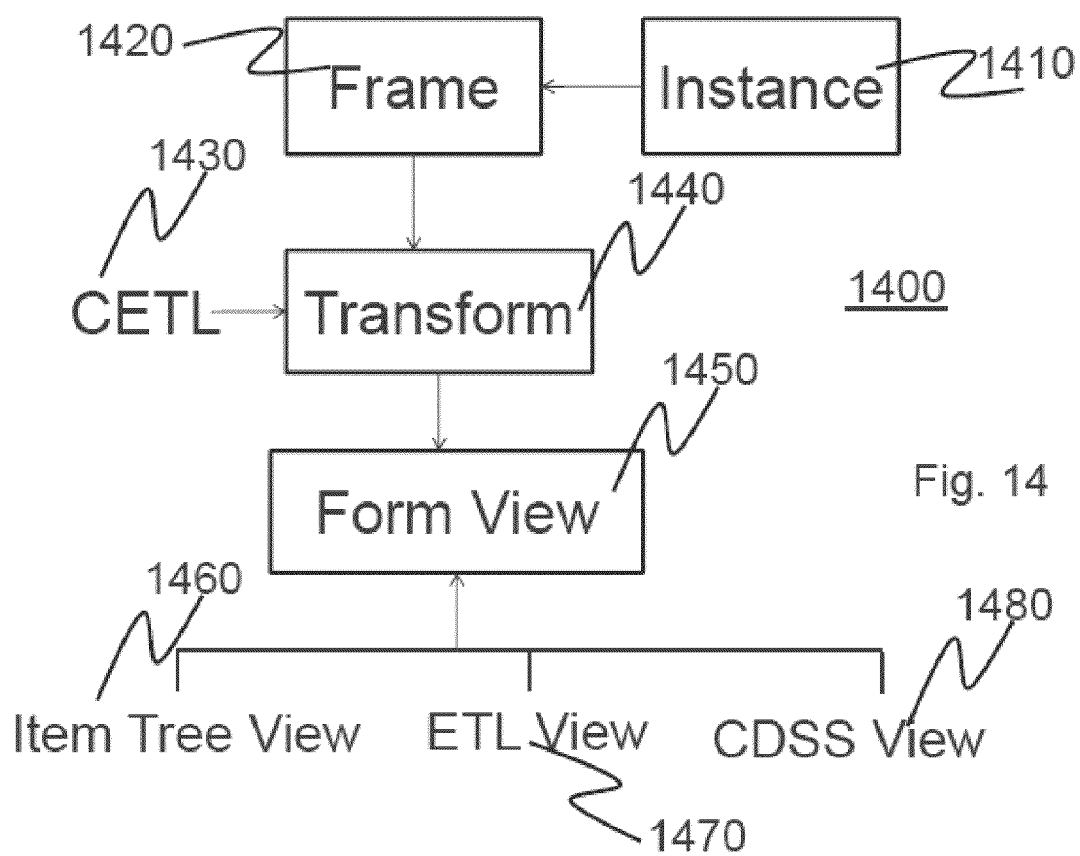 1420
Frame
Instance
1410
1430
1440
CETL
Transform
1400
1450
Form View
Fig. 14
1460
1480
Item Tree View
ETL View
CDSS View
1470